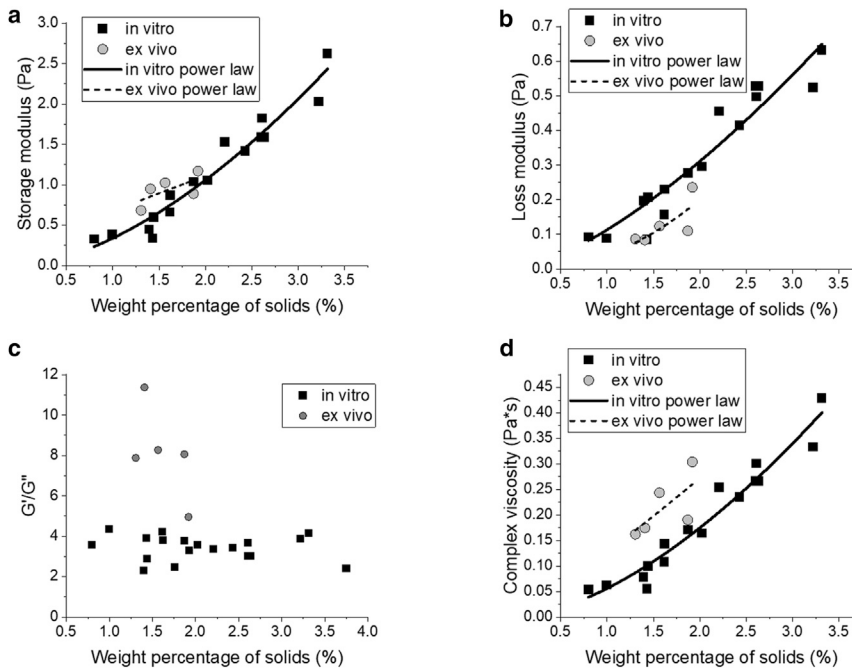 a
3.0
2.5
2.0
1.5
1.0
0.5
0.0
Storage modulus (Pa)
in vitro
ex vivo
in vitro power law
ex vivo power law
0.5 1.0 1.5 2.0 2.5 3.0 3.5
Weight percentage of solids (%)
b
0.7
0.6
0.5
0.4
0.3
0.2
0.1
0.0
Loss modulus (Pa)
in vitro
ex vivo
in vitro power law
ex vivo power law
0.5 1.0 1.5 2.0 2.5 3.0 3.5
Weight percentage of solids (%)
c
12
10
8
6
4
2
0
G'/G"
in vitro
ex vivo
0.5 1.0 1.5 2.0 2.5 3.0 3.5 4.0
Weight percentage of solids (%)
d
0.45
0.40
0.35
0.30
0.25
0.20
0.15
0.10
0.05
0.00
Complex viscosity (Pa*s)
in vitro
ex vivo
in vitro power law
ex vivo power law
0.5 1.0 1.5 2.0 2.5 3.0 3.5
Weight percentage of solids (%)